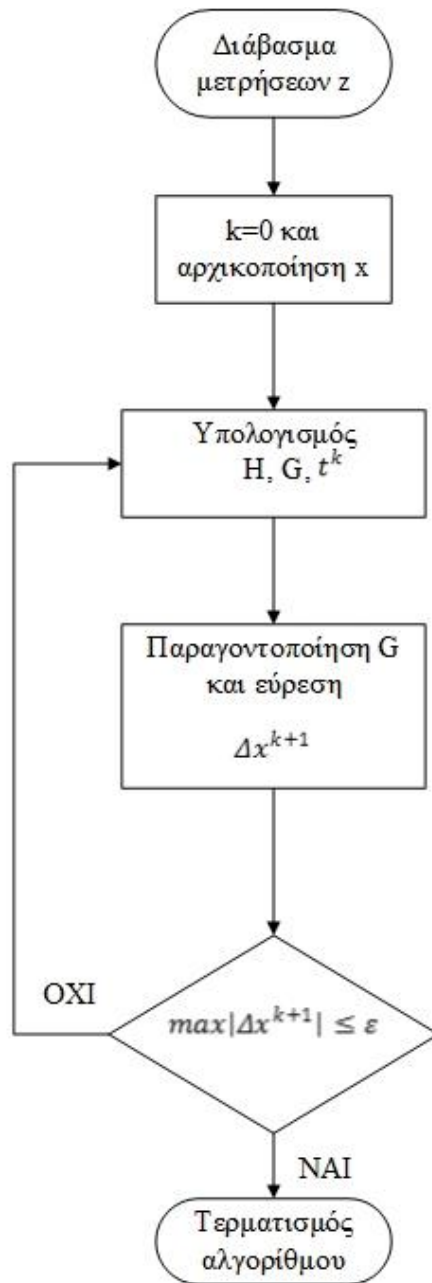 Διάβασμα
μετρήσεων z
k=0 και
αρχικοποίηση x
Υπολογισμός
H, G, t^k
Παραγοντοποίηση G
και εύρεση
Δx^{k+1}
ΟΧΙ
max|Δx^{k+1}| ≤ ε
ΝΑΙ
Τερματισμός
αλγορίθμου